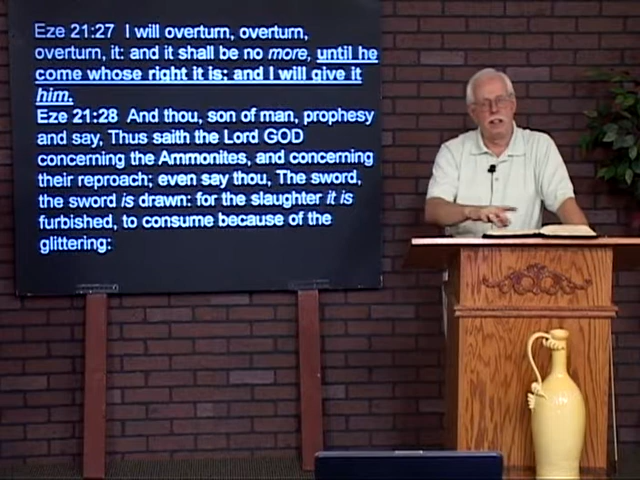 Eze 21:27 I will overturn, overturn,
overturn, it: and it shall be no more, until he
come whose right it is; and I will give it
him.
Eze 21:28 And thou, son of man, prophesy
and say, Thus saith the Lord GOD
concerning the Ammonites, and concerning
their reproach; even say thou, The sword,
the sword is drawn: for the slaughter it is
furbished, to consume because of the
glittering: